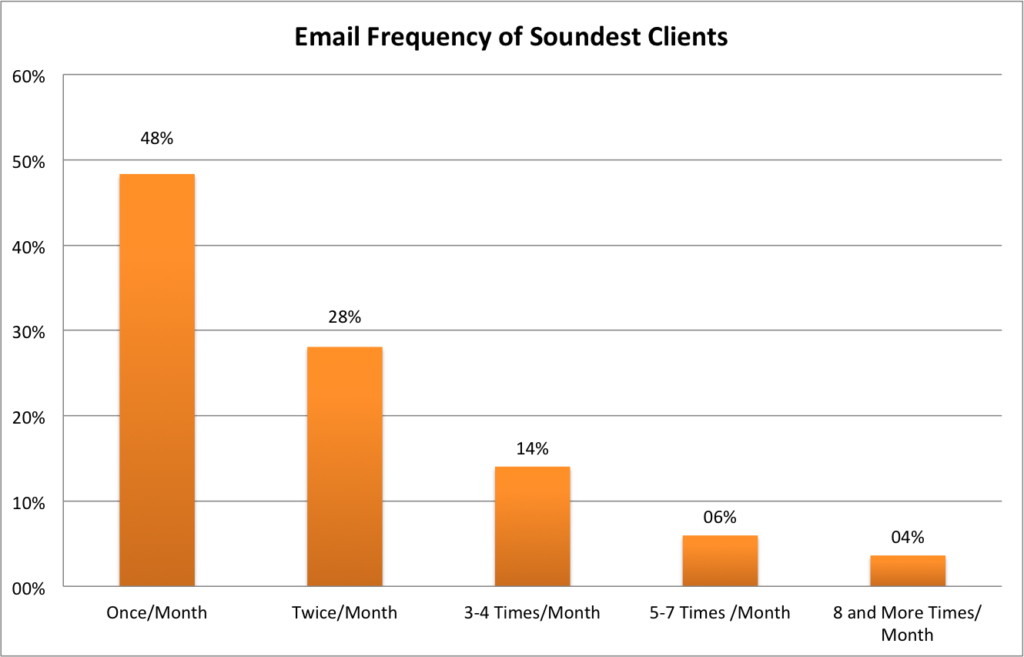 Email Frequency of Soundest Clients
60%
50%
40%
30%
20%
10%
00%
48%
28%
14%
06%
04%
Once/Month
Twice/Month
3-4 Times/Month
5-7 Times /Month
8 and More Times/
Month